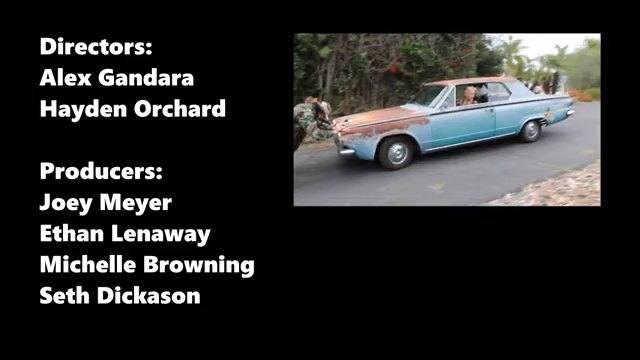 Directors:
Alex Gandara
Hayden Orchard
Producers:
Joey Meyer
Ethan Lenaway
Michelle Browning
Seth Dickason